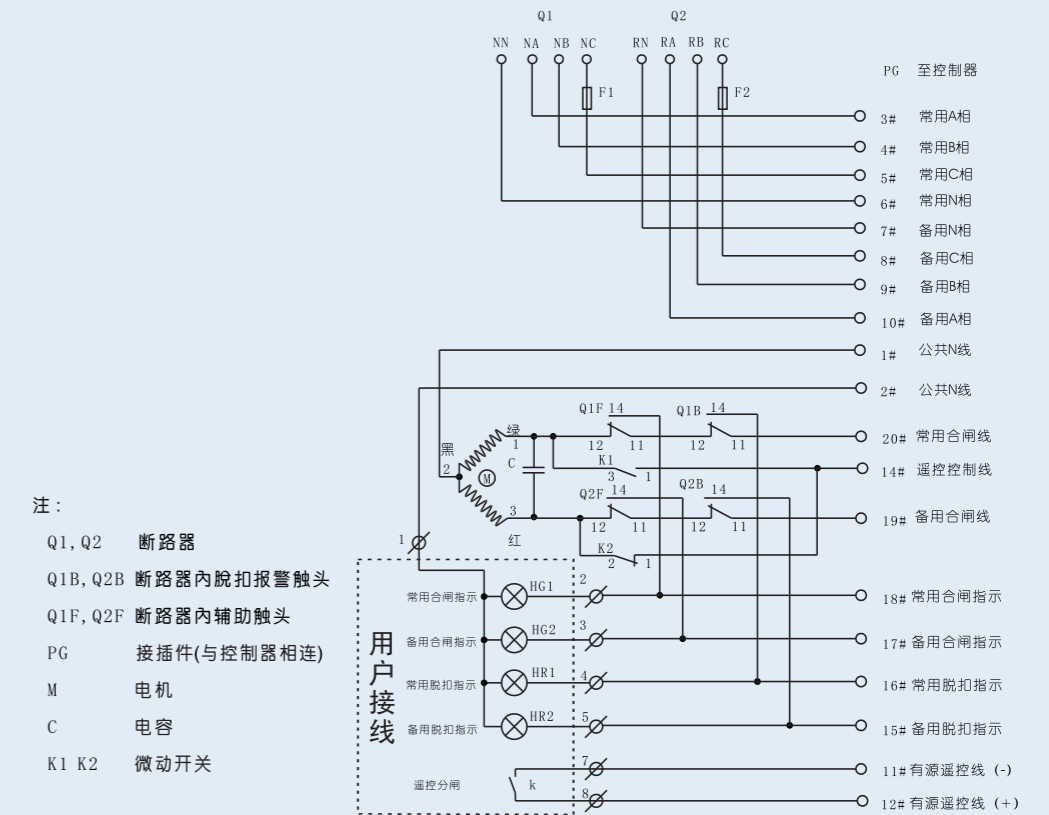 Q1 Q2
NN NA NB NC RN RA RB RC
PG 至控制器
F1 F2
3# 常用A相
4# 常用B相
5# 常用C相
6# 常用N相
7# 备用N相
8# 备用C相
9# 备用B相
10# 备用A相
1# 公共N线
2# 公共N线
Q1F 14 Q1B 14
绿
1 12 11 12 11 20# 常用合闸线
黑
2 M C K1 3 1 14# 遥控控制线
Q2F 14 Q2B 14
3 12 11 12 11 19# 备用合闸线
红
1 K2 2 1
注：
Q1,Q2 断路器
Q1B,Q2B 断路器内脱扣报警触头
Q1F,Q2F 断路器内辅助触头
PG 接插件(与控制器相连)
M 电机
C 电容
K1 K2 微动开关
用户接线
常用合闸指示 HG1 2 18# 常用合闸指示
备用合闸指示 HG2 3 17# 备用合闸指示
常用脱扣指示 HR1 4 16# 常用脱扣指示
备用脱扣指示 HR2 5 15# 备用脱扣指示
遥控分闸 k
7 11# 有源遥控线 (-)
8 12# 有源遥控线 (+)